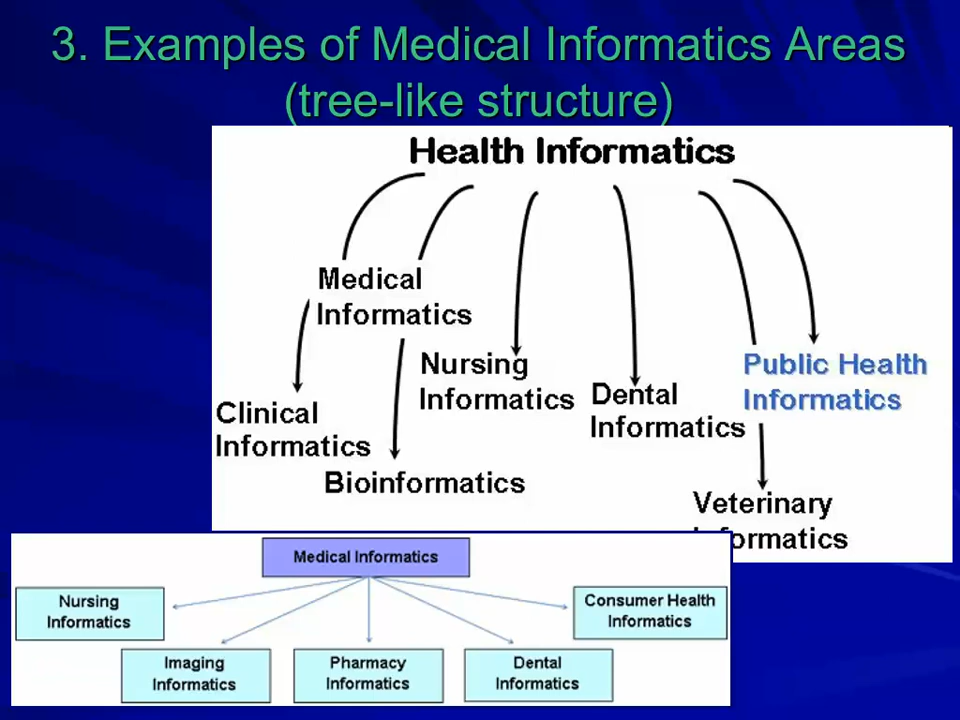 3. Examples of Medical Informatics Areas
(tree-like structure)
Health Informatics
Medical
Informatics
Nursing
Informatics
Public Health
Informatics
Dental
Informatics
Clinical
Informatics
Bioinformatics
Veterinary
Informatics
Medical Informatics
Nursing
Informatics
Consumer Health
Informatics
Imaging
Informatics
Pharmacy
Informatics
Dental
Informatics